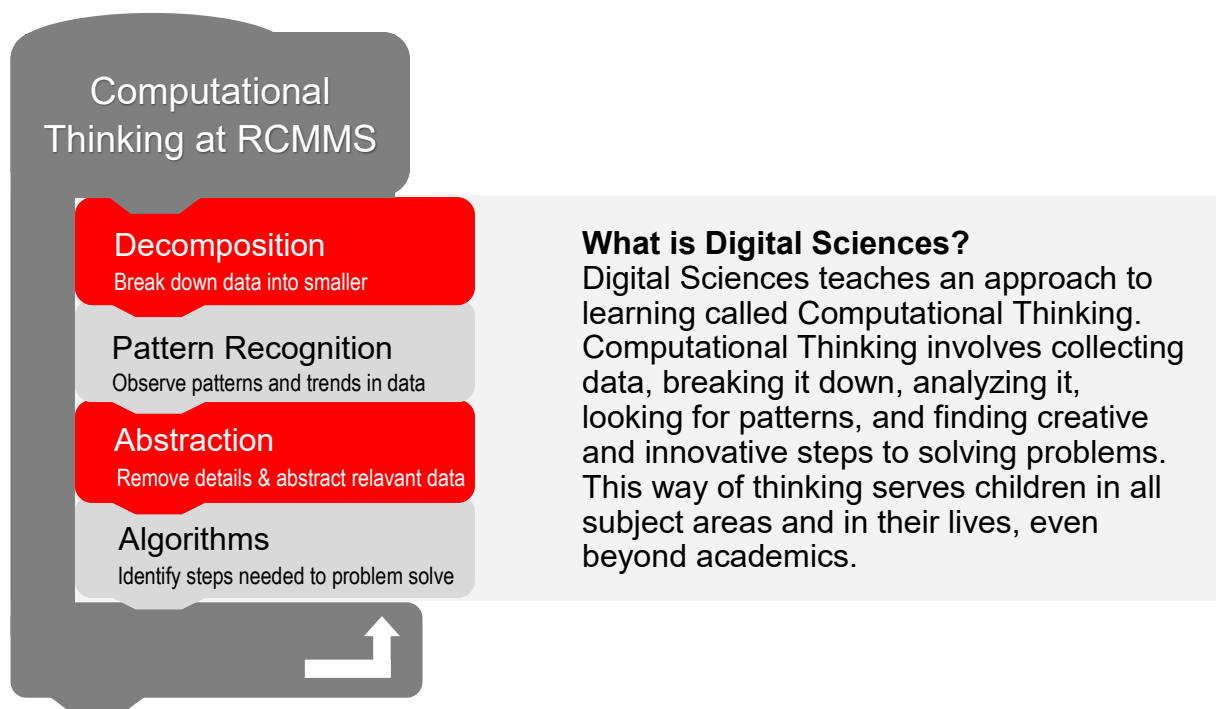 Computational
Thinking at RCMMS
Decomposition
Break down data into smaller
Pattern Recognition
Observe patterns and trends in data
Abstraction
Remove details & abstract relavant data
Algorithms
Identify steps needed to problem solve
What is Digital Sciences?
Digital Sciences teaches an approach to
learning called Computational Thinking.
Computational Thinking involves collecting
data, breaking it down, analyzing it,
looking for patterns, and finding creative
and innovative steps to solving problems.
This way of thinking serves children in all
subject areas and in their lives, even
beyond academics.